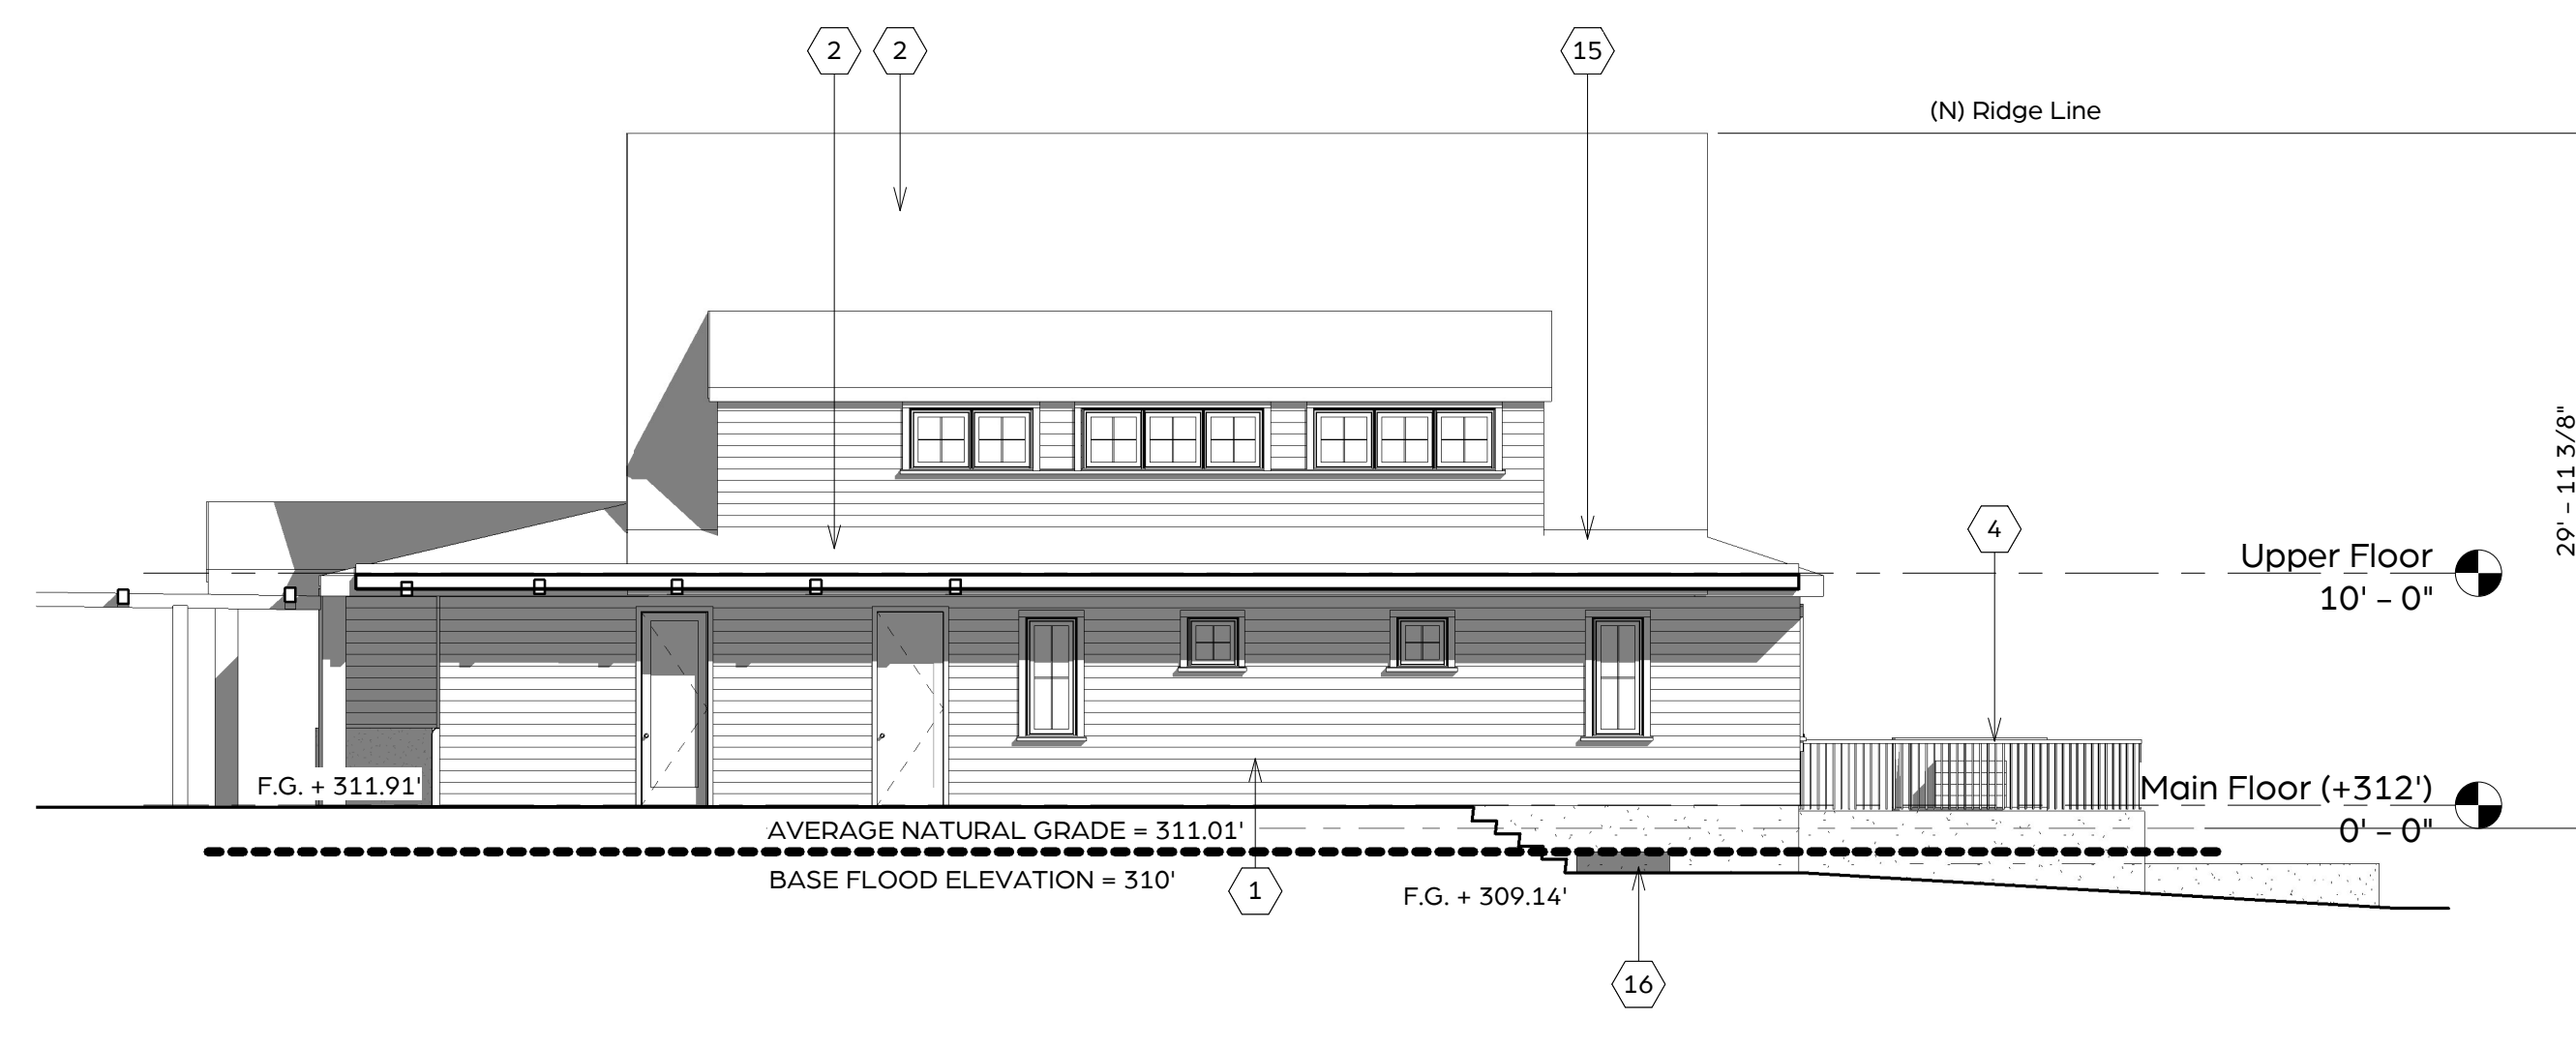 2
2
15
(N) Ridge Line
29' - 11 3/8"
4
Upper Floor
10' - 0"
F.G. + 311.91'
Main Floor (+312')
0' - 0"
AVERAGE NATURAL GRADE = 311.01'
BASE FLOOD ELEVATION = 310'
1
F.G. + 309.14'
16